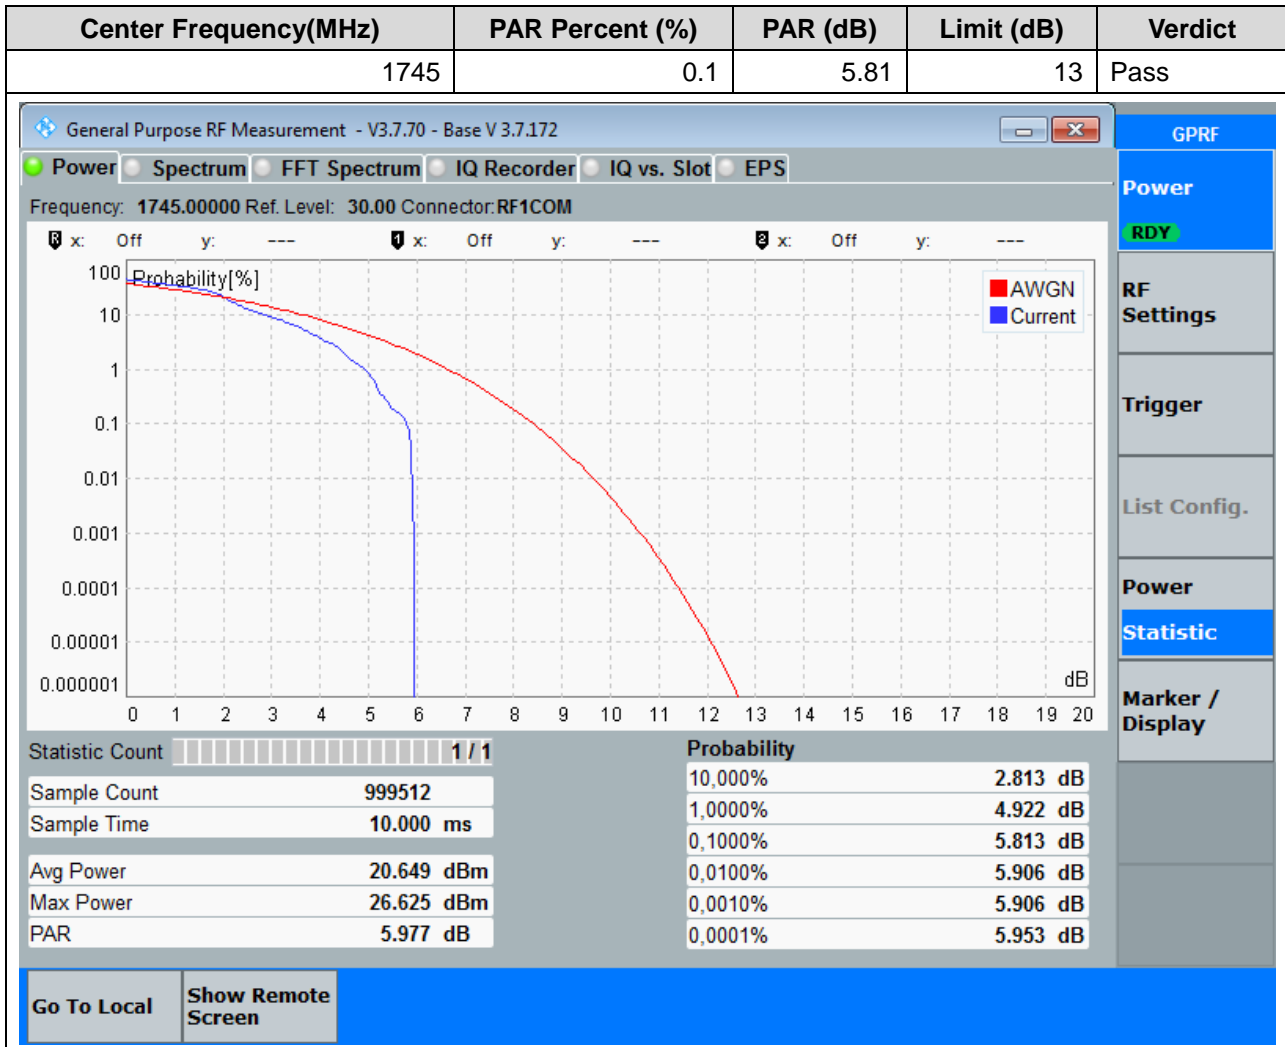 Center Frequency(MHz) PAR Percent (%) PAR (dB) Limit (dB) Verdict
1745 0.1 5.81 13 Pass
General Purpose RF Measurement - V3.7.70 - Base V 3.7.172
GPRF
Power Spectrum FFT Spectrum IQ Recorder IQ vs. Slot EPS
Power
RDY
Frequency: 1745.00000 Ref. Level: 30.00 Connector: RF1COM
R x: Off y: --- 1 x: Off y: --- 2 x: Off y: ---
Probability[%]
AWGN
Current
100
10
1
0.1
0.01
0.001
0.0001
0.00001
0.000001
dB
0 1 2 3 4 5 6 7 8 9 10 11 12 13 14 15 16 17 18 19 20
RF
Settings
Trigger
List Config.
Power
Statistic
Marker /
Display
Statistic Count 1 / 1
Sample Count 999512
Sample Time 10.000 ms
Avg Power 20.649 dBm
Max Power 26.625 dBm
PAR 5.977 dB
Probability
10,000% 2.813 dB
1,0000% 4.922 dB
0,1000% 5.813 dB
0,0100% 5.906 dB
0,0010% 5.906 dB
0,0001% 5.953 dB
Go To Local
Show Remote
Screen